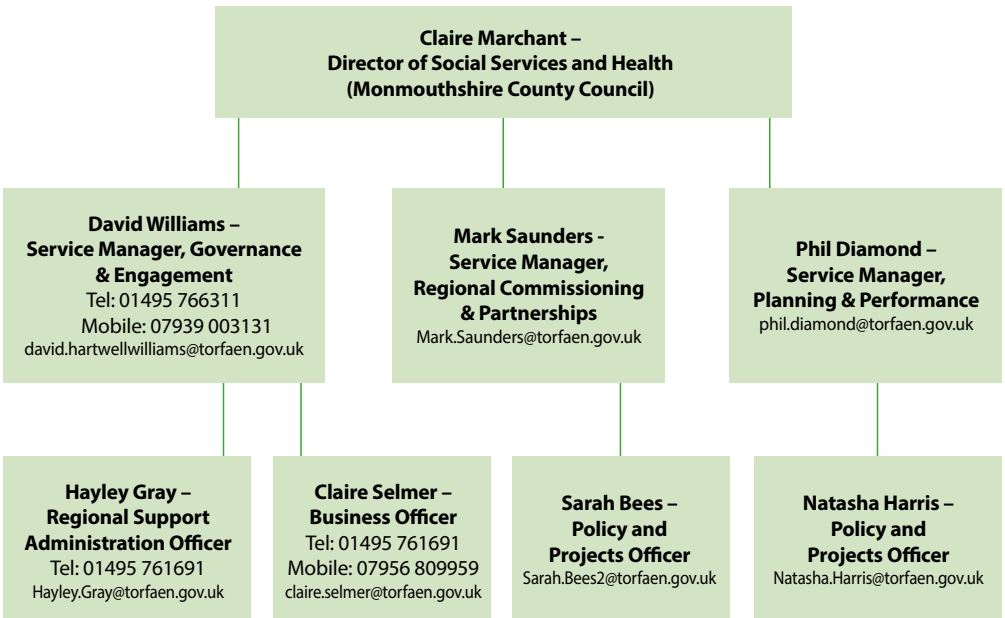 Claire Marchant –
Director of Social Services and Health
(Monmouthshire County Council)
David Williams –
Service Manager, Governance
& Engagement
Tel: 01495 766311
Mobile: 07939 003131
david.hartwellwilliams@torfaen.gov.uk
Mark Saunders -
Service Manager,
Regional Commissioning
& Partnerships
Mark.Saunders@torfaen.gov.uk
Phil Diamond –
Service Manager,
Planning & Performance
phil.diamond@torfaen.gov.uk
Hayley Gray –
Regional Support
Administration Officer
Tel: 01495 761691
Hayley.Gray@torfaen.gov.uk
Claire Selmer –
Business Officer
Tel: 01495 761691
Mobile: 07956 809959
claire.selmer@torfaen.gov.uk
Sarah Bees –
Policy and
Projects Officer
Sarah.Bees2@torfaen.gov.uk
Natasha Harris –
Policy and
Projects Officer
Natasha.Harris@torfaen.gov.uk